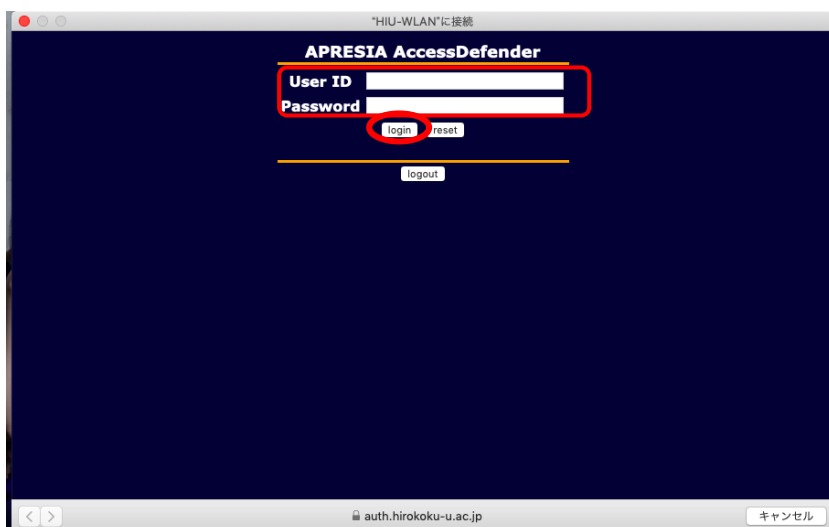 "HIU-WLAN"に接続
APRESIA AccessDefender
User ID
Password
login reset
logout
auth.hirokoku-u.ac.jp
キャンセル